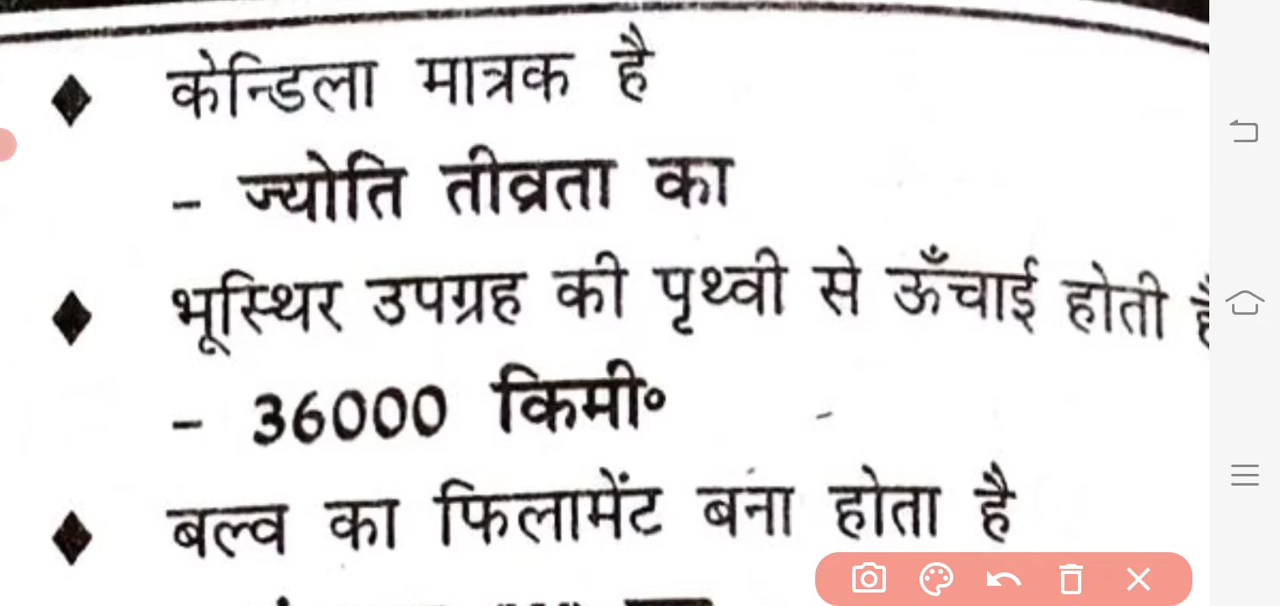 केन्डिला मात्रक है
- ज्योति तीव्रता का
भूस्थिर उपग्रह की पृथ्वी से ऊँचाई होती है
- 36000 किमी॰
बल्व का फिलामेंट बना होता है